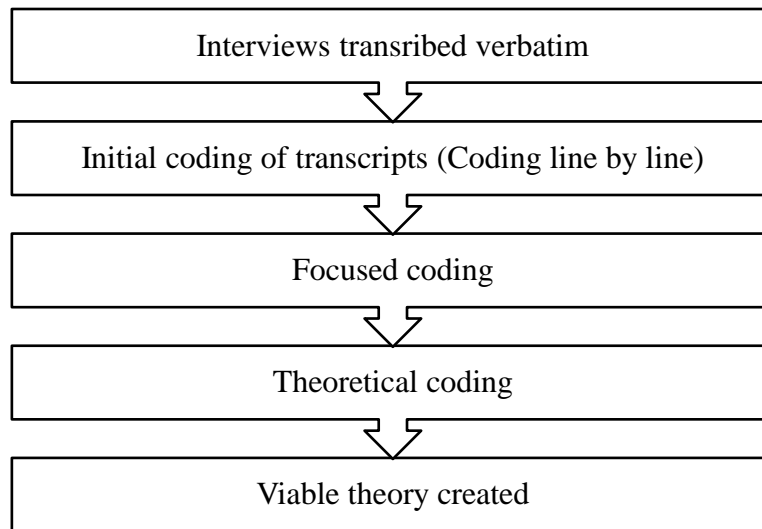 Interviews transribed verbatim
Initial coding of transcripts (Coding line by line)
Focused coding
Theoretical coding
Viable theory created